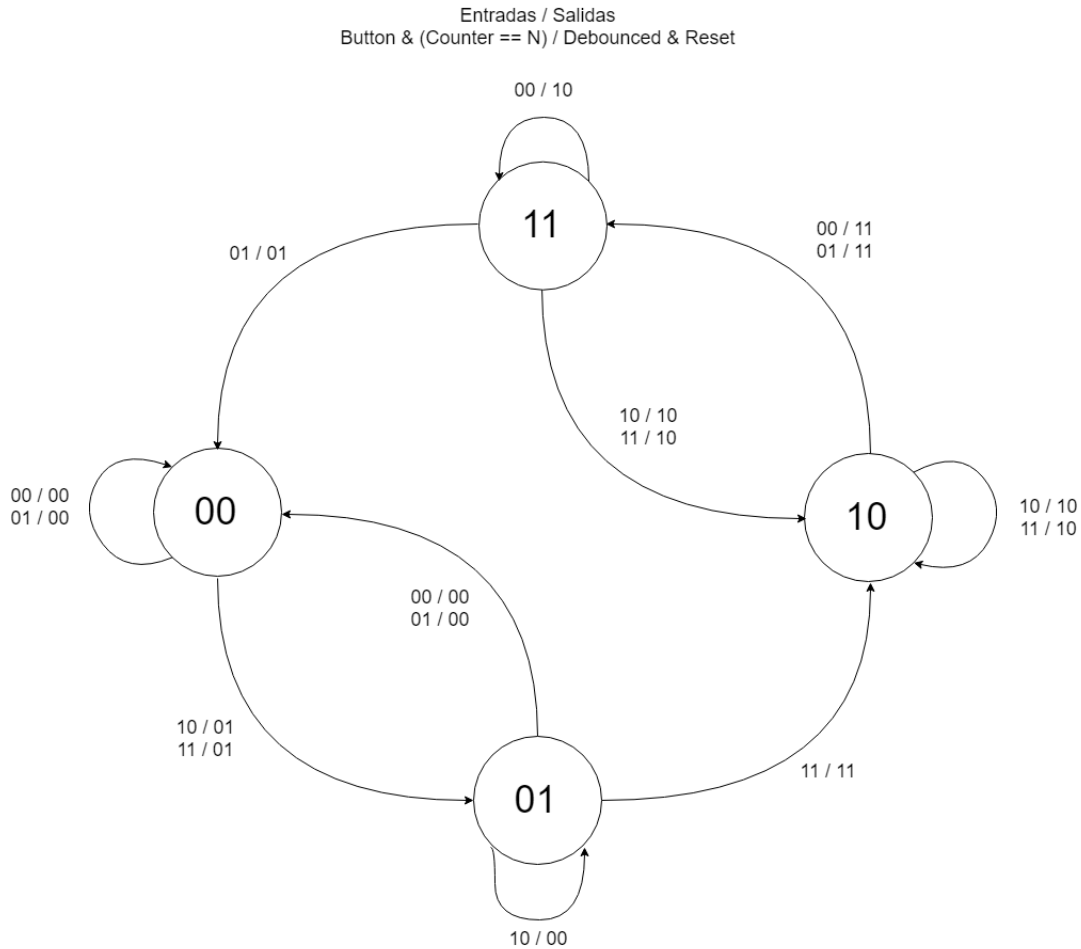 Entradas / Salidas
Button & (Counter == N) / Debounced & Reset
00 / 10
11
01 / 01
00 / 11
01 / 11
10 / 10
11 / 10
00 / 00
01 / 00
00
10
10 / 10
11 / 10
00 / 00
01 / 00
10 / 01
11 / 01
01
11 / 11
10 / 00